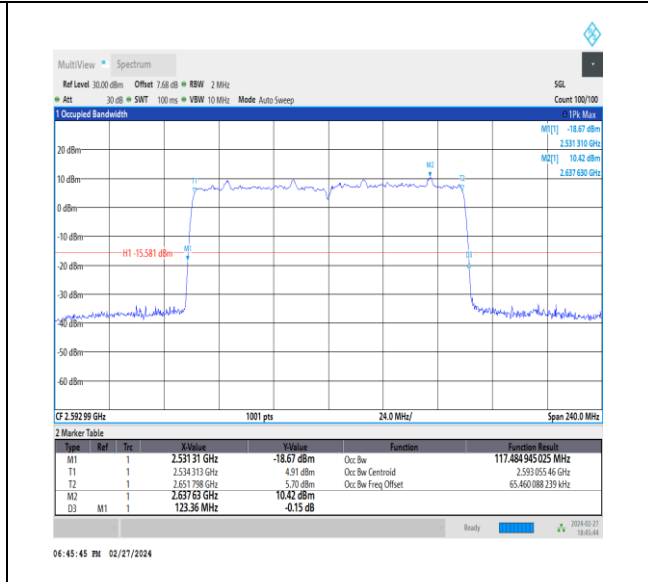 MultiView Spectrum
Ref Level 30.00 dBm Offset 7.68 dB RBW 2 MHz SGL
Att 30 dB SWT 100 ms VBW 10 MHz Mode Auto Sweep Count 100/100
1 Occupied Bandwidth 1Pk Max
M1[1] -18.67 dBm
2.531 310 GHz
M2[1] 10.42 dBm
2.637 630 GHz
20 dBm
M2
10 dBm
T1
T2
0 dBm
-10 dBm
H1 -15.581 dBm
M1
D3
-20 dBm
-30 dBm
-40 dBm
-50 dBm
-60 dBm
CF 2.592 99 GHz 1001 pts 24.0 MHz/ Span 240.0 MHz
2 Marker Table
Type Ref Trc X-Value Y-Value Function Function Result
M1 1 2.531 31 GHz -18.67 dBm Occ Bw 117.484 945 025 MHz
T1 1 2.534 313 GHz 4.91 dBm Occ Bw Centroid 2.593 055 46 GHz
T2 1 2.651 798 GHz 5.70 dBm Occ Bw Freq Offset 65.460 088 239 kHz
M2 1 2.637 63 GHz 10.42 dBm
D3 M1 1 123.36 MHz -0.15 dB
Ready 2024-02-27
18:45:44
06:45:45 PM 02/27/2024